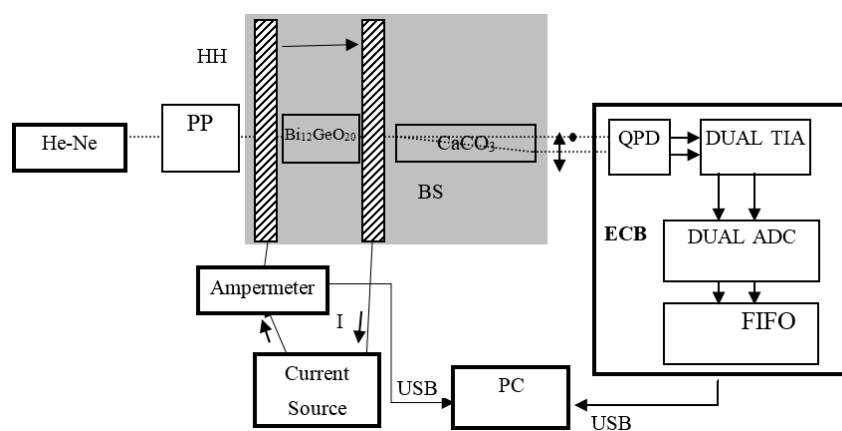 HH
He-Ne
PP
Bi₁₂GeO₂₀
CaCO₃
BS
QPD
DUAL TIA
ECB
DUAL ADC
FIFO
Ampermeter
I
Current
Source
USB
PC
USB